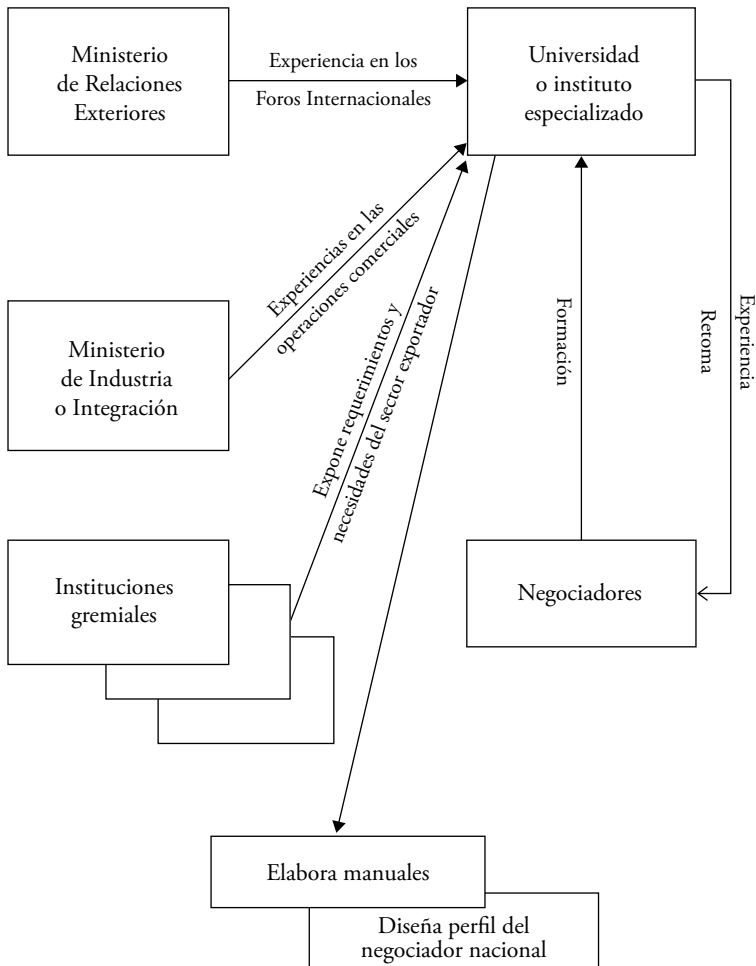 Ministerio
de Relaciones
Exteriores
Experiencia en los
Foros Internacionales
Universidad
o instituto
especializado
Experiencias en las
operaciones comerciales
Ministerio
de Industria
o Integración
Expone requerimientos y
necesidades del sector exportador
Formación
Retoma
Experiencia
Instituciones
gremiales
Negociadores
Elabora manuales
Diseña perfil del
negociador nacional